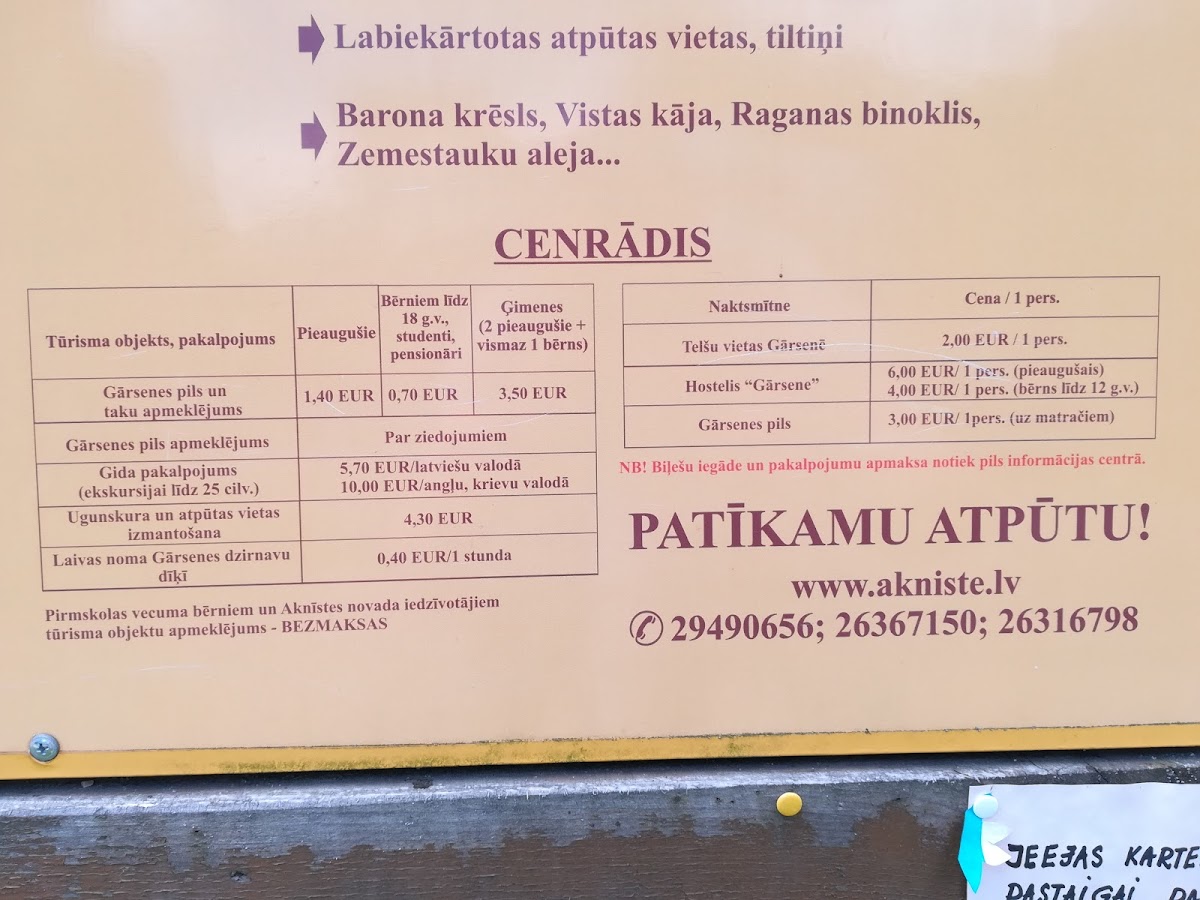 Labiekārtotas atpūtas vietas, tiltiņi
Barona krēsls, Vistas kāja, Raganas binoklis,
Zemestauku aleja...
CENRĀDIS
Tūrisma objekts, pakalpojums
Pieaugušie
Bērniem līdz
18 g.v.,
studenti,
pensionāri
Ģimenes
(2 pieaugušie +
vismaz 1 bērns)
Gārsenes pils un
taku apmeklējums
1,40 EUR
0,70 EUR
3,50 EUR
Gārsenes pils apmeklējums
Par ziedojumiem
Gida pakalpojums
(ekskursijai līdz 25 cilv.)
5,70 EUR/latviešu valodā
10,00 EUR/angļu, krievu valodā
Ugunskura un atpūtas vietas
izmantošana
4,30 EUR
Laivas noma Gārsenes dzirnavu
dīķī
0,40 EUR/1 stunda
Pirmskolas vecuma bērniem un Aknīstes novada iedzīvotājiem
tūrisma objektu apmeklējums - BEZMAKSAS
Naktsmītne
Cena / 1 pers.
Telšu vietas Gārsenē
2,00 EUR / 1 pers.
Hostelis “Gārsene”
6,00 EUR/ 1 pers. (pieaugušais)
4,00 EUR/ 1 pers. (bērns līdz 12 g.v.)
Gārsenes pils
3,00 EUR/ 1pers. (uz matračiem)
NB! Biļešu iegāde un pakalpojumu apmaksa notiek pils informācijas centrā.
PATĪKAMU ATPŪTU!
www.akniste.lv
29490656; 26367150; 26316798
IEEJAS KARTE
PASTAIGAI